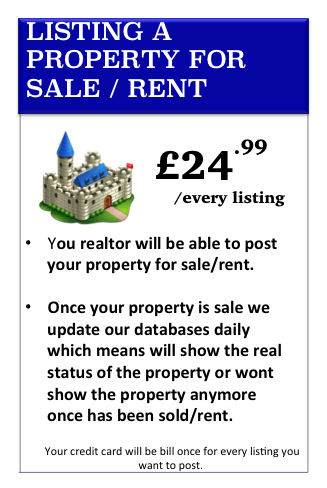 LISTING A
PROPERTY FOR
SALE / RENT
£24.99
/every listing
• You realtor will be able to post
your property for sale/rent.
• Once your property is sale we
update our databases daily
which means will show the real
status of the property or wont
show the property anymore
once has been sold/rent.
Your credit card will be bill once for every listing you
want to post.